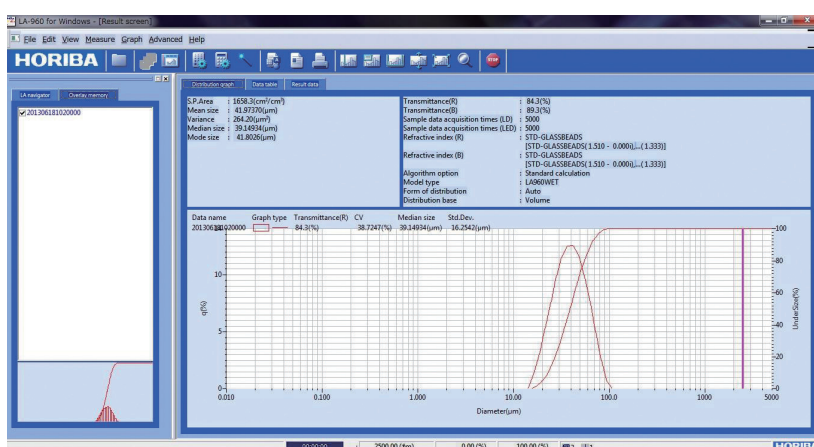 LA-960 for Windows - [Result screen]
File Edit View Measure Graph Advanced Help
HORIBA
STOP
LA navigator Overlay memory
201306181020000
Distribution graph Data table Result data
S.P.Area : 1658.3(cm²/cm³)
Mean size : 41.97370(µm)
Variance : 264.20(µm²)
Median size : 39.14934(µm)
Mode size : 41.8026(µm)
Transmittance(R) : 84.3(%)
Transmittance(B) : 89.3(%)
Sample data acquisition times (LD) : 5000
Sample data acquisition times (LED) : 5000
Refractive index (R) : STD-GLASSBEADS
[STD-GLASSBEADS( 1.510 - 0.000i),...( 1.333)]
Refractive index (B) : STD-GLASSBEADS
[STD-GLASSBEADS( 1.510 - 0.000i),...( 1.333)]
Algorithm option : Standard calculation
Model type : LA960WET
Form of distribution : Auto
Distribution base : Volume
Data name Graph type Transmittance(R) CV Median size Std.Dev.
201306181020000 84.3(%) 38.7247(%) 39.14934(µm) 16.2542(µm)
100
80
10
60
q(%)
UnderSize(%)
5
40
20
0
0
0.010 0.100 1.000 10.00 100.0 1000 5000
Diameter(µm)
00:00:00 : 2500.00 (µm) 0.00 (%) 100.00 (%)
HORIBA